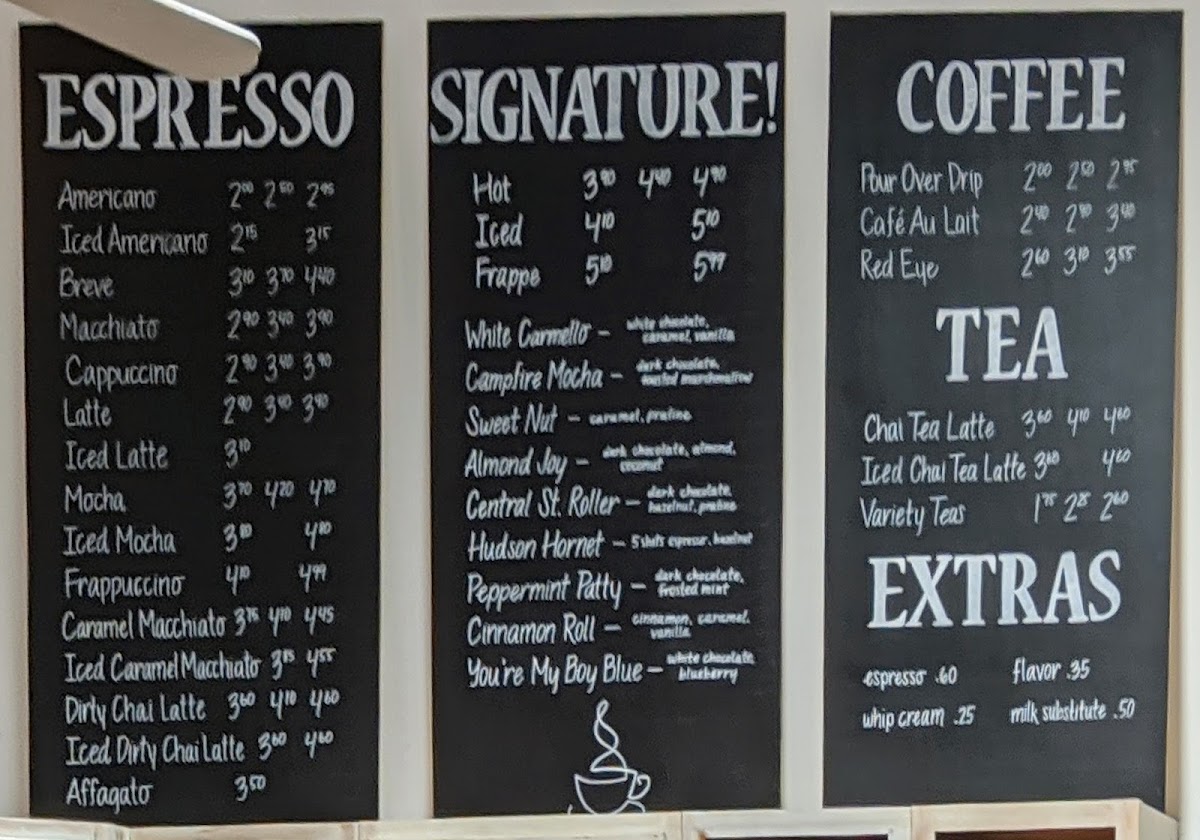 ESPRESSO
Americano 2.00 2.50 2.95
Iced Americano 2.15 3.15
Breve 3.10 3.70 4.40
Macchiato 2.90 3.40 3.90
Cappuccino 2.90 3.40 3.90
Latte 2.90 3.40 3.90
Iced Latte 3.10
Mocha 3.70 4.20 4.70
Iced Mocha 3.80 4.80
Frappuccino 4.10 4.99
Caramel Macchiato 3.75 4.10 4.45
Iced Caramel Macchiato 4.55
Dirty Chai Latte 3.60 4.10 4.60
Iced Dirty Chai Latte 3.60 4.60
Affagato 3.50
SIGNATURE!
Hot 3.90 4.40 4.90
Iced 4.10 5.10
Frappe 5.10 5.99
White Carmello - white chocolate,
caramel, vanilla
Campfire Mocha - dark chocolate,
toasted marshmallow
Sweet Nut - caramel, praline
Almond Joy - dark chocolate, almond,
coconut
Central St. Roller - dark chocolate,
hazelnut, praline
Hudson Hornet - 5 shots espresso, hazelnut
Peppermint Patty - dark chocolate,
frosted mint
Cinnamon Roll - cinnamon, caramel,
vanilla
You're My Boy Blue - white chocolate,
blueberry
COFFEE
Pour Over Drip 2.00 2.50 2.95
Café Au Lait 2.40 2.90 3.40
Red Eye 2.60 3.10 3.55
TEA
Chai Tea Latte 3.60 4.10 4.60
Iced Chai Tea Latte 3.60 4.60
Variety Teas 1.75 2.25 2.60
EXTRAS
espresso .60 flavor .35
whip cream .25 milk substitute .50